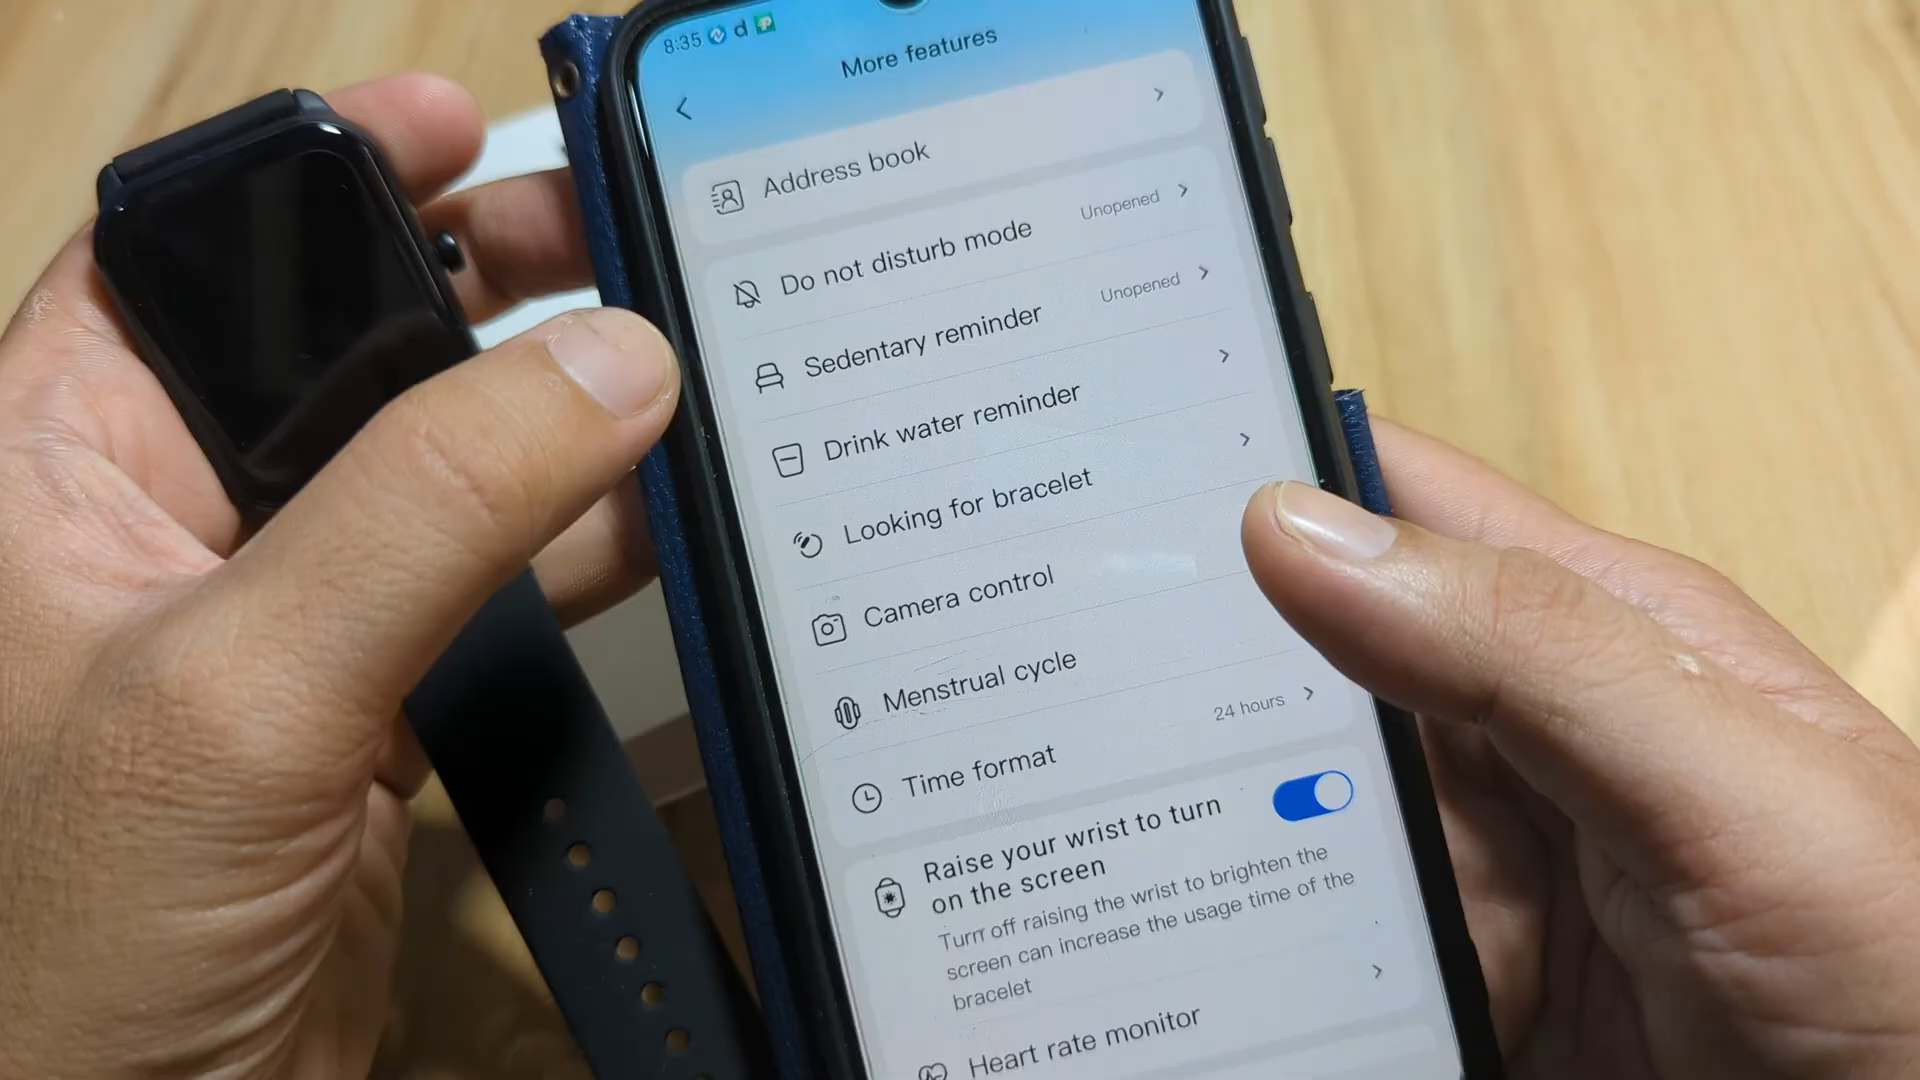 8:35
More features
Address book
Do not disturb mode Unopened
Sedentary reminder Unopened
Drink water reminder
Looking for bracelet
Camera control
Menstrual cycle
Time format 24 hours
Raise your wrist to turn
on the screen
Turn off raising the wrist to brighten the
screen can increase the usage time of the
bracelet
Heart rate monitor